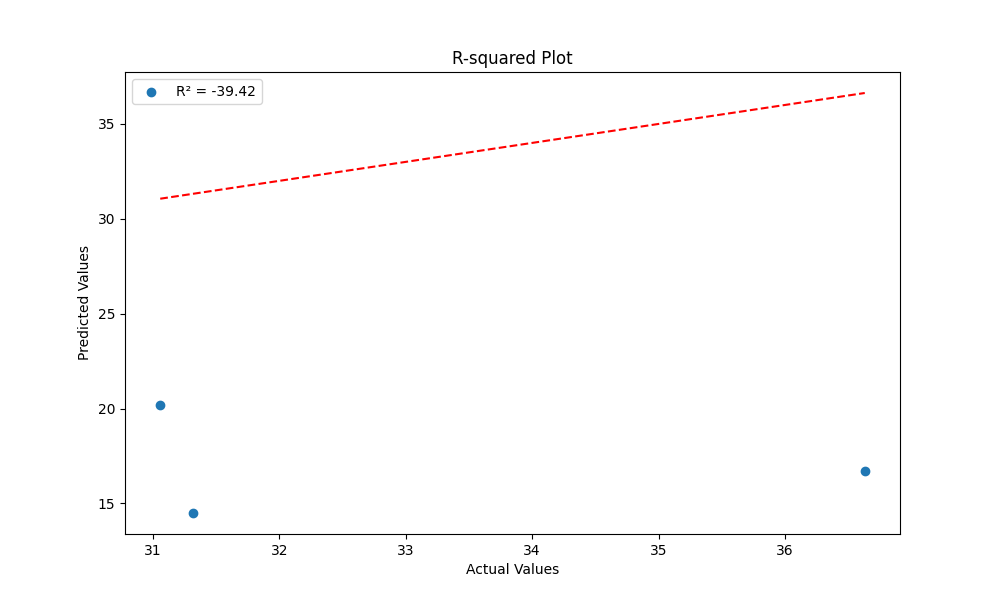 R-squared Plot
R² = -39.42
35
30
25
20
15
Predicted Values
31
32
33
34
35
36
Actual Values